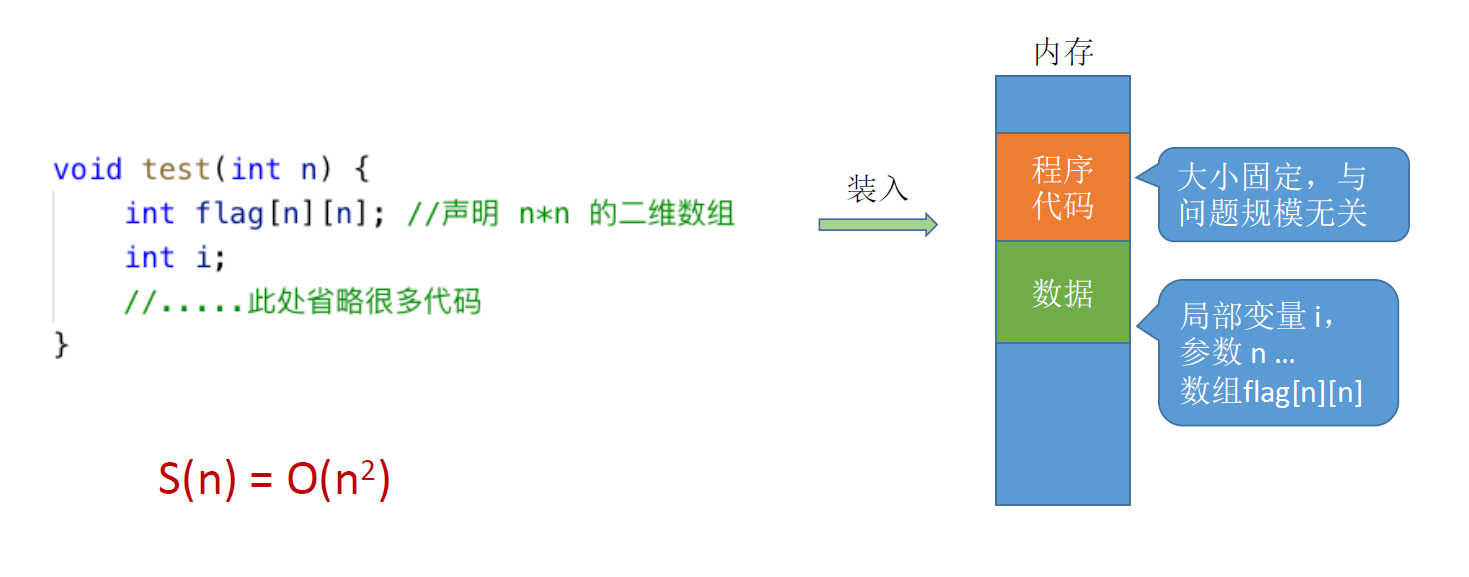 void test(int n) {
int flag[n][n]; //声明 n*n 的二维数组
int i;
//.....此处省略很多代码
}
S(n) = O(n²)
装入
内存
程序
代码
数据
大小固定，与
问题规模无关
局部变量 i，
参数 n ...
数组flag[n][n]